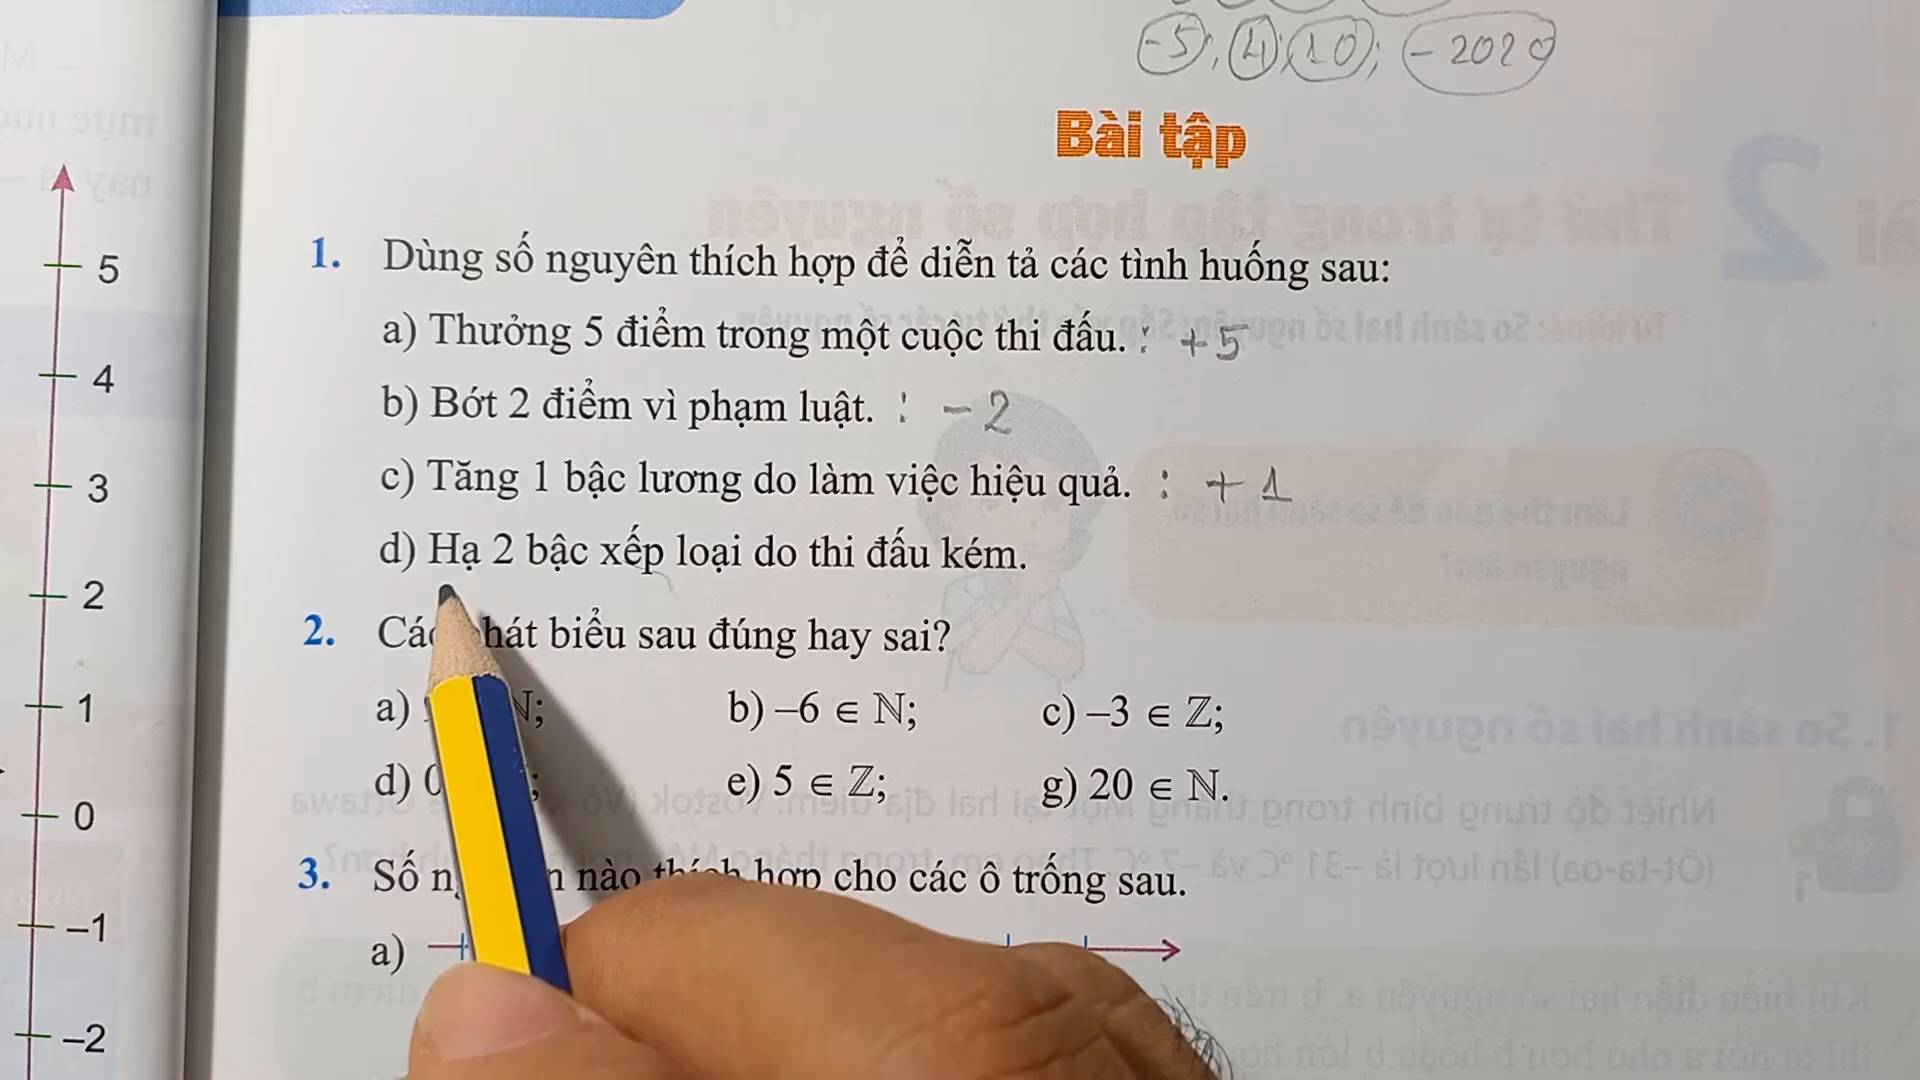 -5; 4; 10; -2020
Bài tập
1. Dùng số nguyên thích hợp để diễn tả các tình huống sau:
a) Thưởng 5 điểm trong một cuộc thi đấu. : +5
b) Bớt 2 điểm vì phạm luật. : -2
c) Tăng 1 bậc lương do làm việc hiệu quả. : +1
d) Hạ 2 bậc xếp loại do thi đấu kém.
2. biểu sau đúng hay sai?
a) b) –6 ∈ ℕ; c) –3 ∈ ℤ;
d) e) 5 ∈ ℤ; g) 20 ∈ ℕ.
3. Số nào thích hợp cho các ô trống sau.
a)
5
4
3
2
1
0
–1
–2